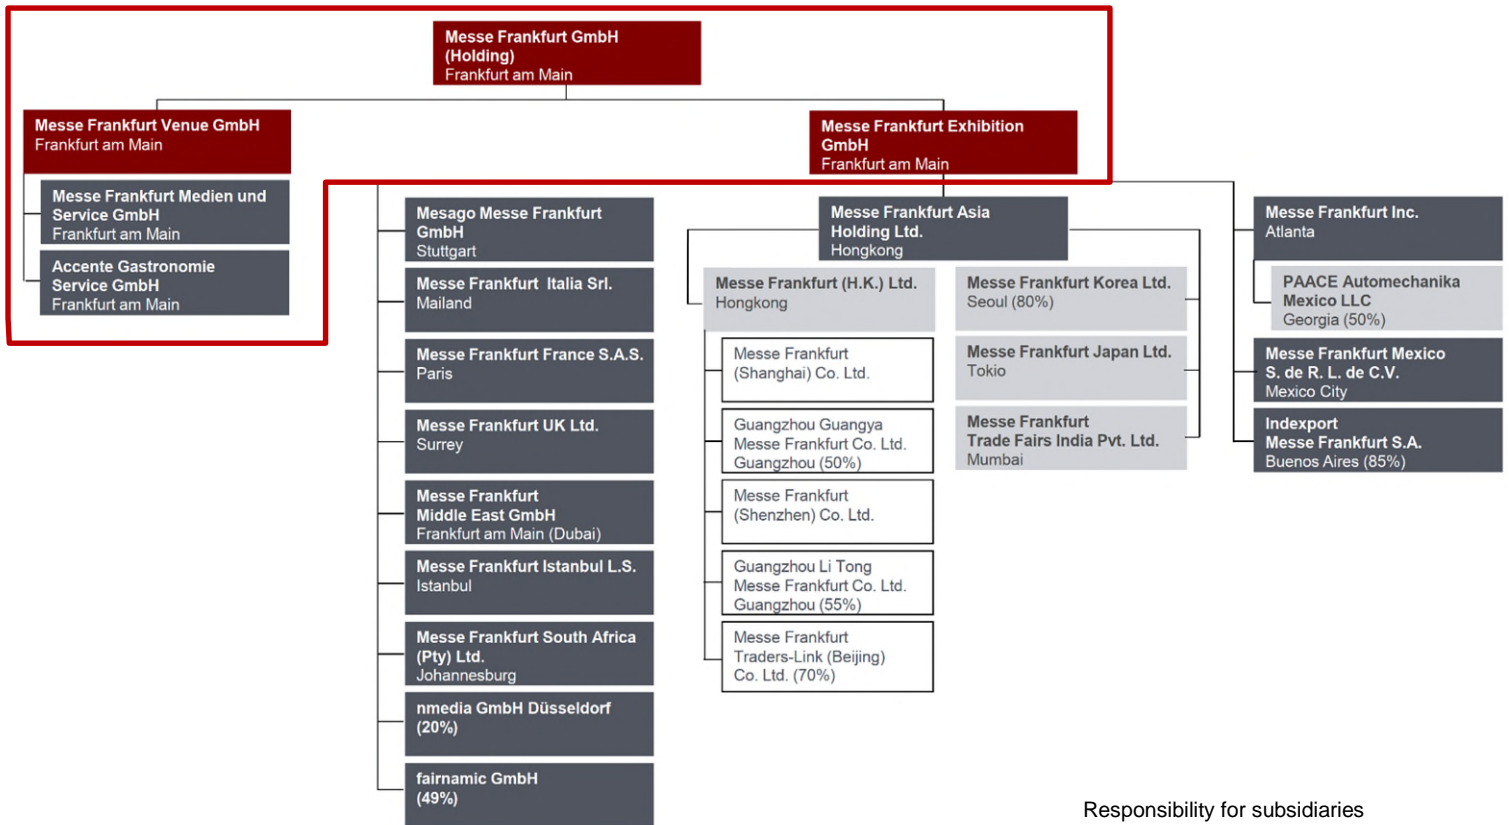 Messe Frankfurt GmbH
(Holding)
Frankfurt am Main
Messe Frankfurt Venue GmbH
Frankfurt am Main
Messe Frankfurt Exhibition
GmbH
Frankfurt am Main
Messe Frankfurt Medien und
Service GmbH
Frankfurt am Main
Accente Gastronomie
Service GmbH
Frankfurt am Main
Mesago Messe Frankfurt
GmbH
Stuttgart
Messe Frankfurt Italia Srl.
Mailand
Messe Frankfurt France S.A.S.
Paris
Messe Frankfurt UK Ltd.
Surrey
Messe Frankfurt
Middle East GmbH
Frankfurt am Main (Dubai)
Messe Frankfurt Istanbul L.S.
Istanbul
Messe Frankfurt South Africa
(Pty) Ltd.
Johannesburg
nmedia GmbH Düsseldorf
(20%)
fairnamic GmbH
(49%)
Messe Frankfurt Asia
Holding Ltd.
Hongkong
Messe Frankfurt (H.K.) Ltd.
Hongkong
Messe Frankfurt
(Shanghai) Co. Ltd.
Guangzhou Guangya
Messe Frankfurt Co. Ltd.
Guangzhou (50%)
Messe Frankfurt
(Shenzhen) Co. Ltd.
Guangzhou Li Tong
Messe Frankfurt Co. Ltd.
Guangzhou (55%)
Messe Frankfurt
Traders-Link (Beijing)
Co. Ltd. (70%)
Messe Frankfurt Korea Ltd.
Seoul (80%)
Messe Frankfurt Japan Ltd.
Tokio
Messe Frankfurt
Trade Fairs India Pvt. Ltd.
Mumbai
Messe Frankfurt Inc.
Atlanta
PAACE Automechanika
Mexico LLC
Georgia (50%)
Messe Frankfurt Mexico
S. de R. L. de C.V.
Mexico City
Indexport
Messe Frankfurt S.A.
Buenos Aires (85%)
Responsibility for subsidiaries